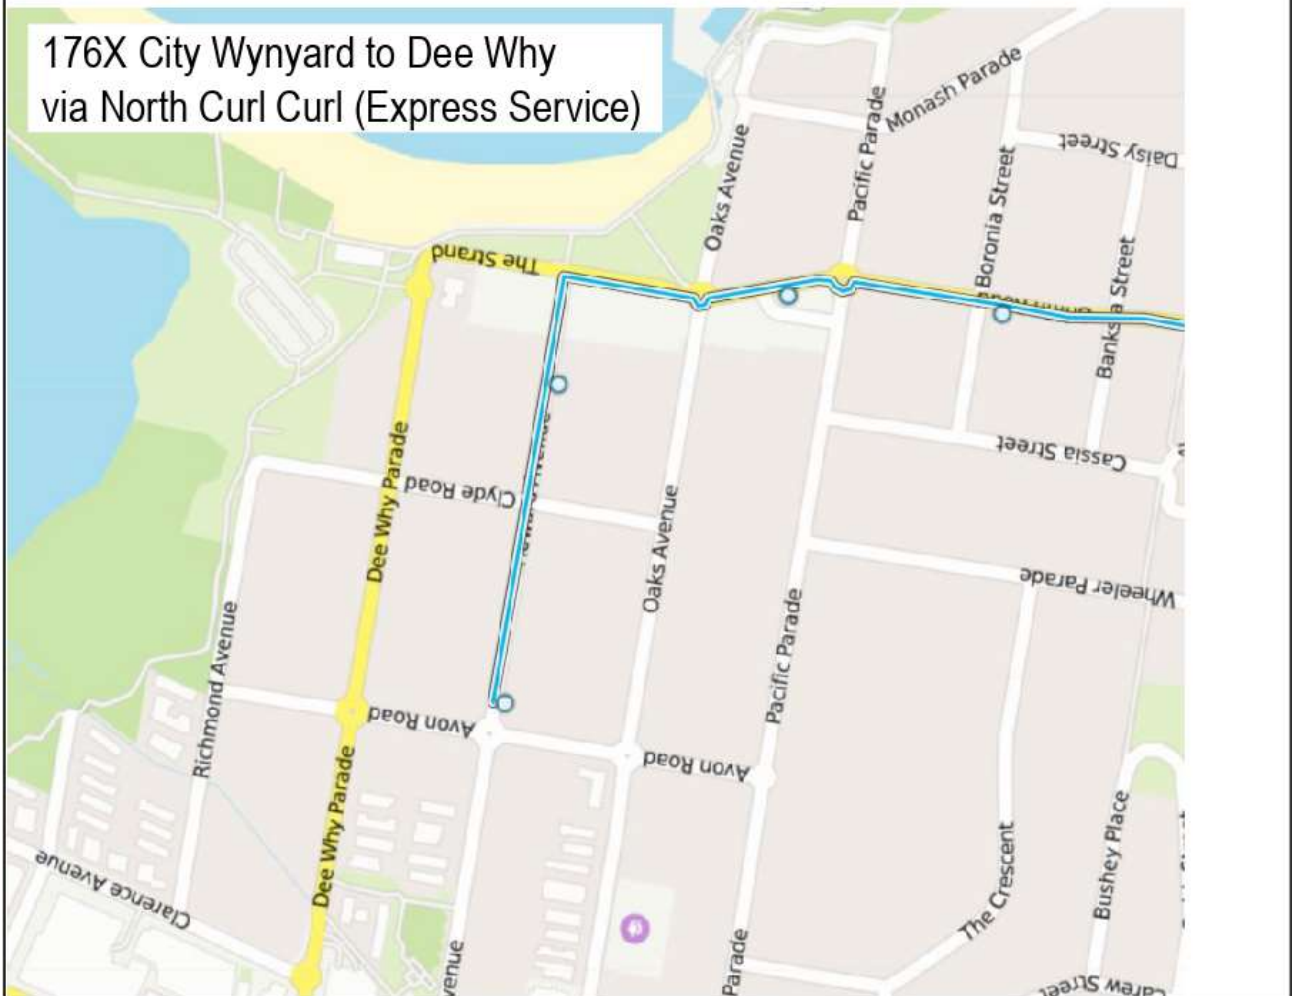 176X City Wynyard to Dee Why
via North Curl Curl (Express Service)
Monash Parade
Daisy Street
Oaks Avenue
Pacific Parade
Boronia Street
The Strand
Banksia Street
Dee Why Parade
Clyde Road
Cassia Street
Oaks Avenue
Wheeler Parade
Richmond Avenue
Pacific Parade
Avon Road
Avon Road
Dee Why Parade
Clarence Avenue
The Crescent
Bushey Place
Parade